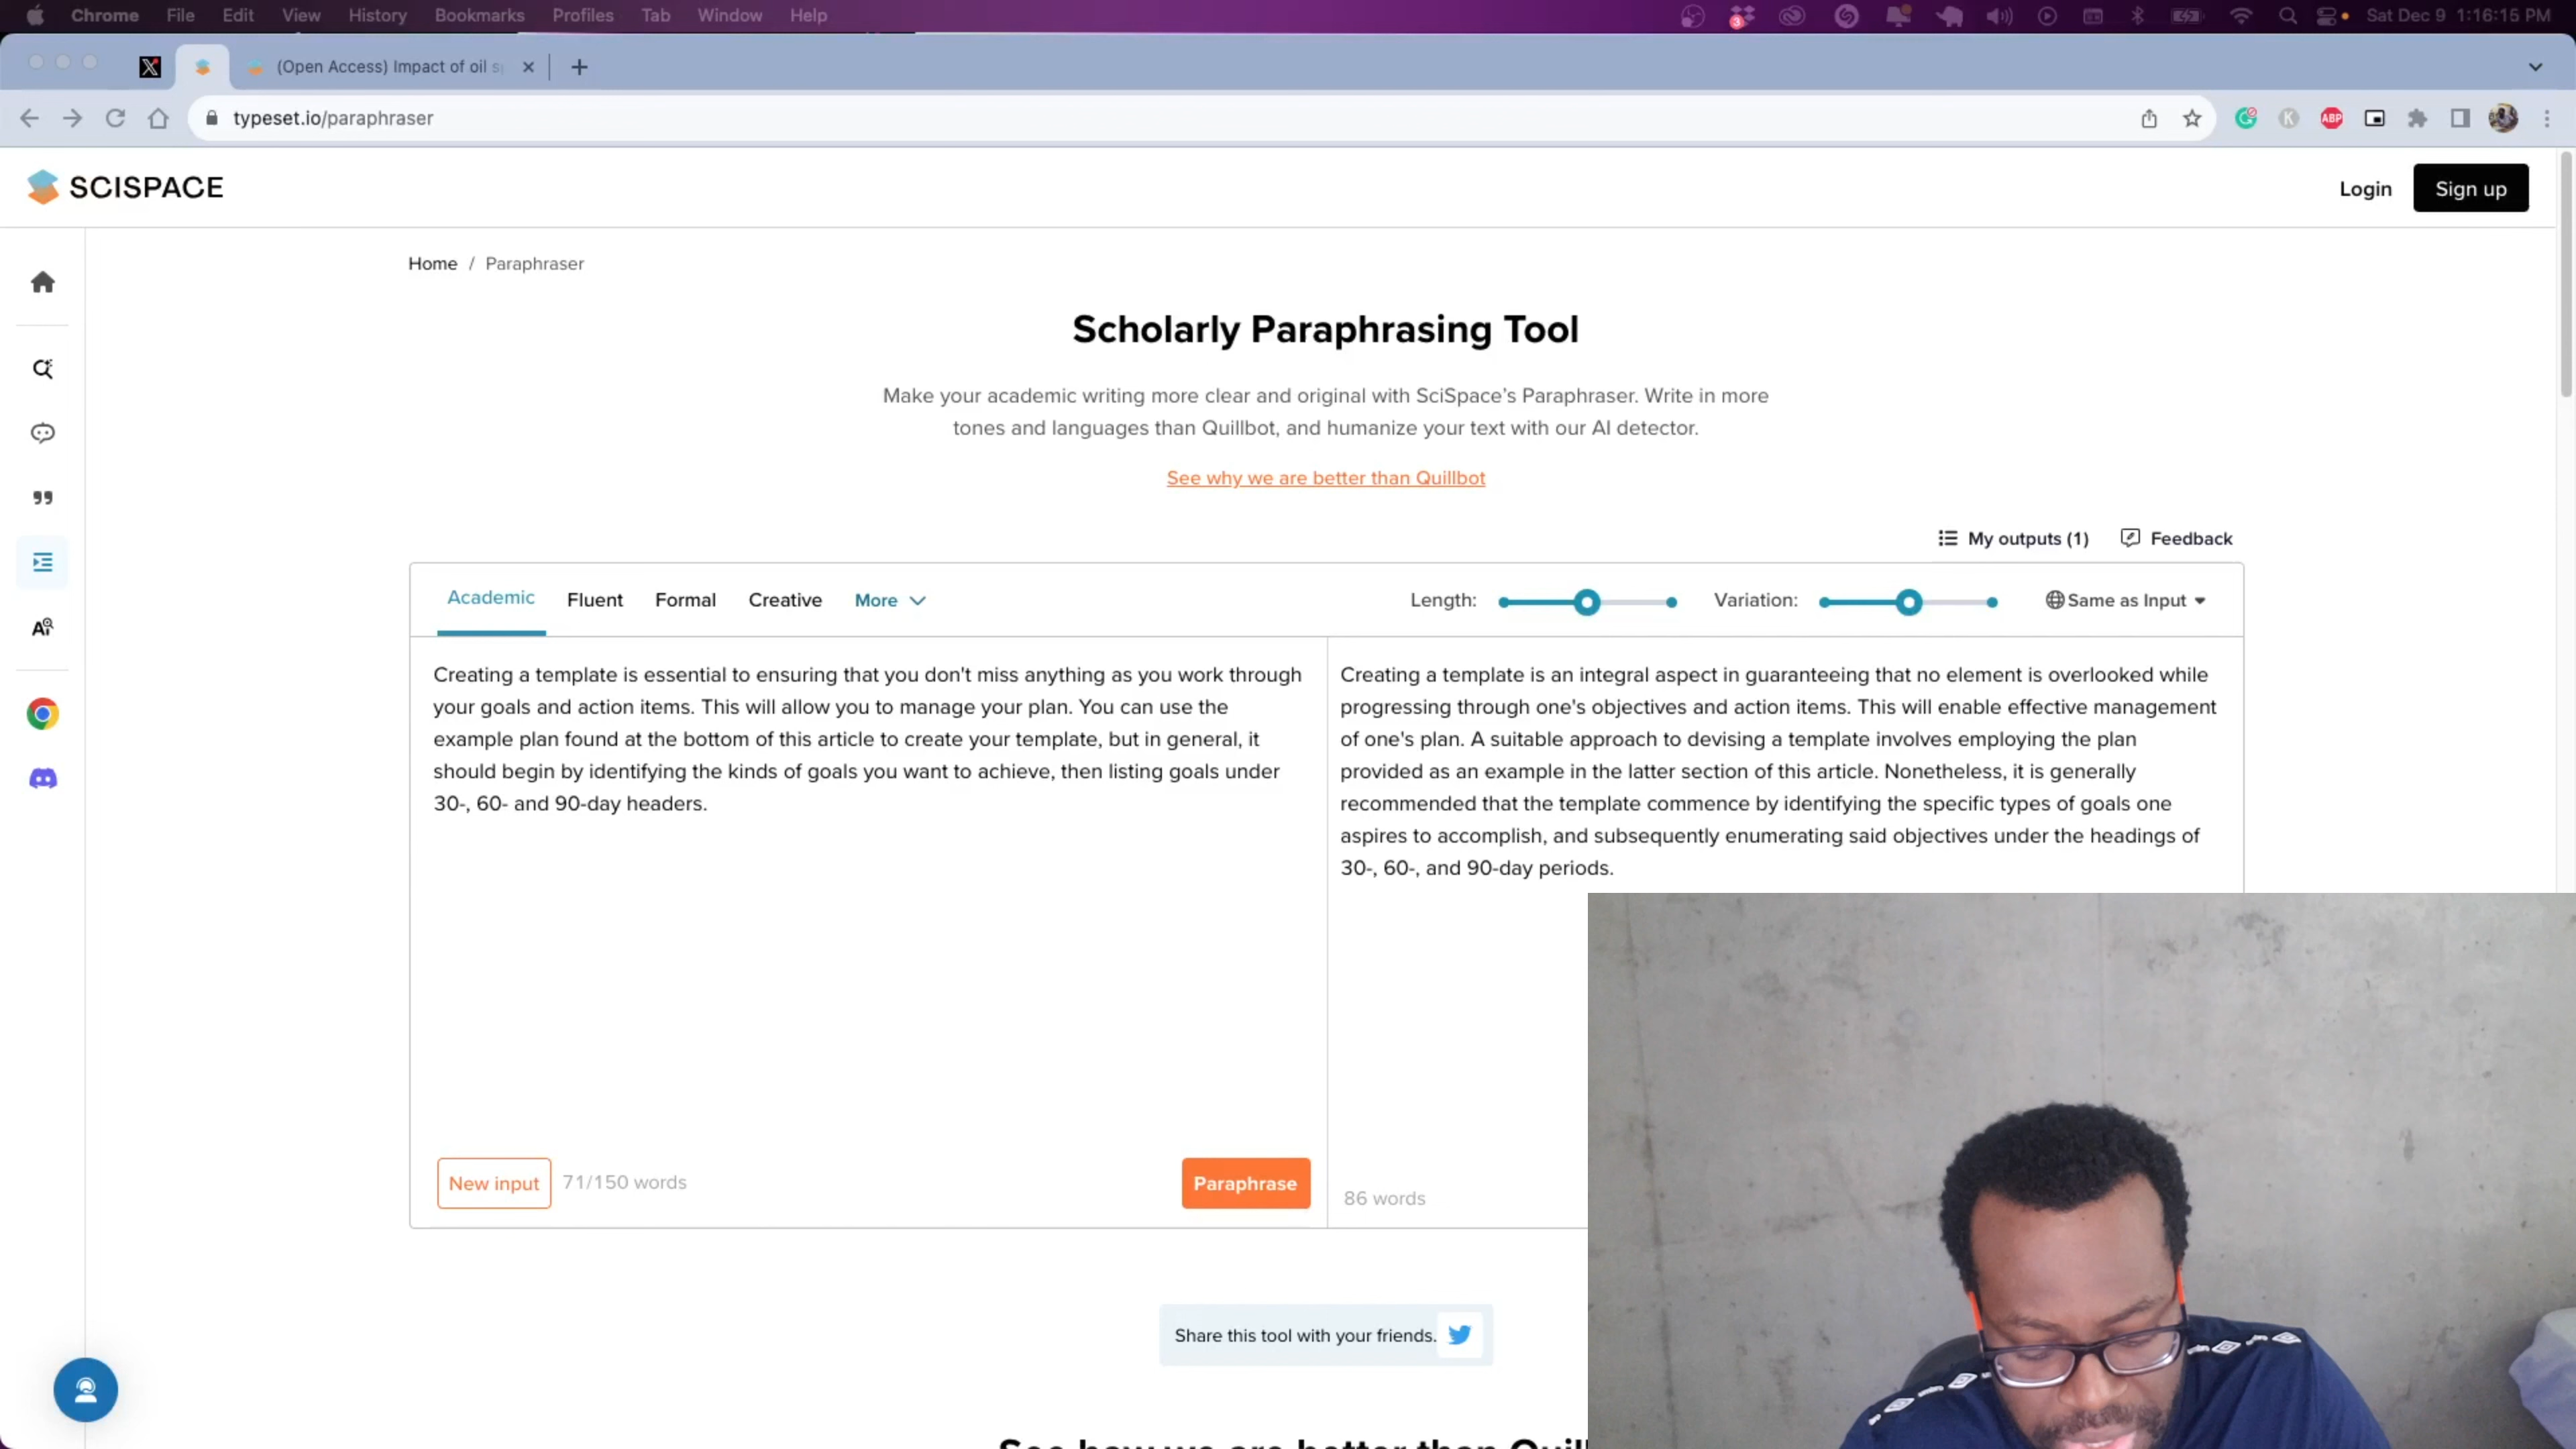 Chrome File Edit View History Bookmarks Profiles Tab Window Help
3
Sat Dec 9 1:16:15 PM
(Open Access) Impact of oil s
typeset.io/paraphraser
K
ABP
SCISPACE
Login
Sign up
Home / Paraphraser
Scholarly Paraphrasing Tool
Make your academic writing more clear and original with SciSpace's Paraphraser. Write in more
tones and languages than Quillbot, and humanize your text with our AI detector.
See why we are better than Quillbot
My outputs (1)
Feedback
Academic Fluent Formal Creative More
Length:
Variation:
Same as Input
Creating a template is essential to ensuring that you don't miss anything as you work through
your goals and action items. This will allow you to manage your plan. You can use the
example plan found at the bottom of this article to create your template, but in general, it
should begin by identifying the kinds of goals you want to achieve, then listing goals under
30-, 60- and 90-day headers.
Creating a template is an integral aspect in guaranteeing that no element is overlooked while
progressing through one's objectives and action items. This will enable effective management
of one's plan. A suitable approach to devising a template involves employing the plan
provided as an example in the latter section of this article. Nonetheless, it is generally
recommended that the template commence by identifying the specific types of goals one
aspires to accomplish, and subsequently enumerating said objectives under the headings of
30-, 60-, and 90-day periods.
New input
71/150 words
Paraphrase
86 words
Share this tool with your friends.
See how we are better than Quill